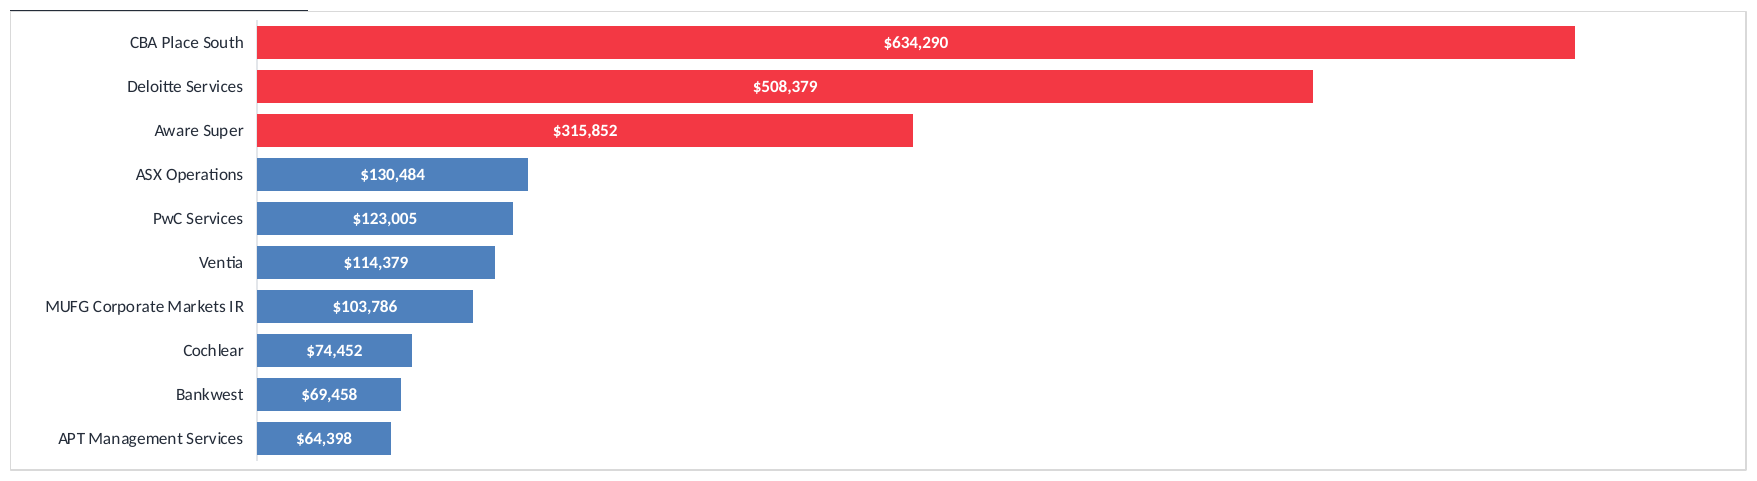 CBA Place South $634,290
Deloitte Services $508,379
Aware Super $315,852
ASX Operations $130,484
PwC Services $123,005
Ventia $114,379
MUFG Corporate Markets IR $103,786
Cochlear $74,452
Bankwest $69,458
APT Management Services $64,398